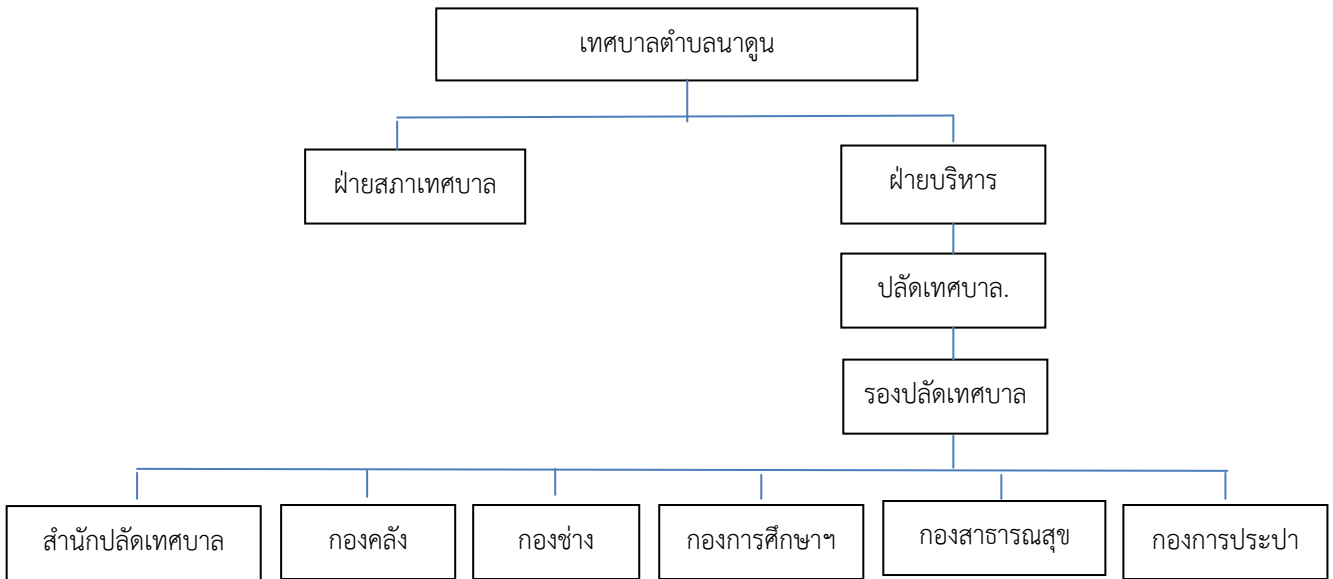 เทศบาลตำบลนาดูน
ฝ่ายสภาเทศบาล
ฝ่ายบริหาร
ปลัดเทศบาล.
รองปลัดเทศบาล
สำนักปลัดเทศบาล
กองคลัง
กองช่าง
กองการศึกษาฯ
กองสาธารณสุข
กองการประปา